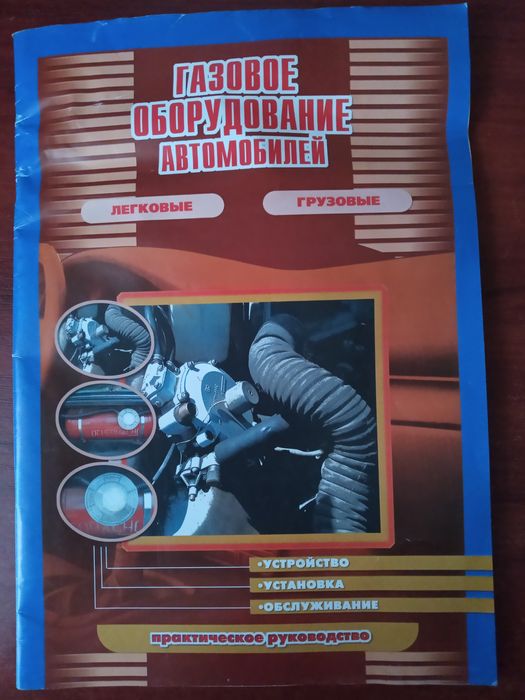 ГАЗОВОЕ
ОБОРУДОВАНИЕ
АВТОМОБИЛЕЙ
ЛЕГКОВЫЕ
ГРУЗОВЫЕ
•УСТРОЙСТВО
•УСТАНОВКА
•ОБСЛУЖИВАНИЕ
практическое руководство